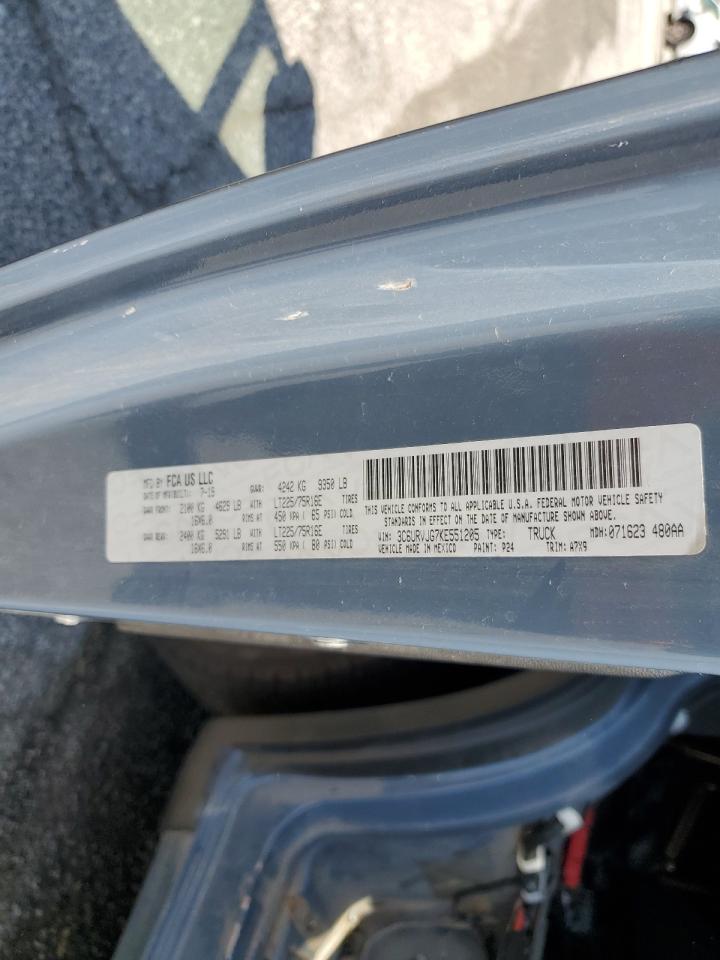 MFD BY FCA US LLC GVWR: 4242 KG 9350 LB
DATE OF MFR(BUILT): 7-19
GAWR FRONT: 2100 KG 4629 LB WITH LT225/75R16E TIRES
16X6.0 RIMS AT 450 KPA ( 65 PSI) COLD
GAWR REAR: 2400 KG 5291 LB WITH LT225/75R16E TIRES
16X6.0 RIMS AT 550 KPA ( 80 PSI) COLD
THIS VEHICLE CONFORMS TO ALL APPLICABLE U.S.A. FEDERAL MOTOR VEHICLE SAFETY
STANDARDS IN EFFECT ON THE DATE OF MANUFACTURE SHOWN ABOVE.
VIN: 3C6URVJG7KE551205 TYPE: TRUCK MDH:071623 480AA
VEHICLE MADE IN MEXICO PAINT: P24 TRIM: A7X9